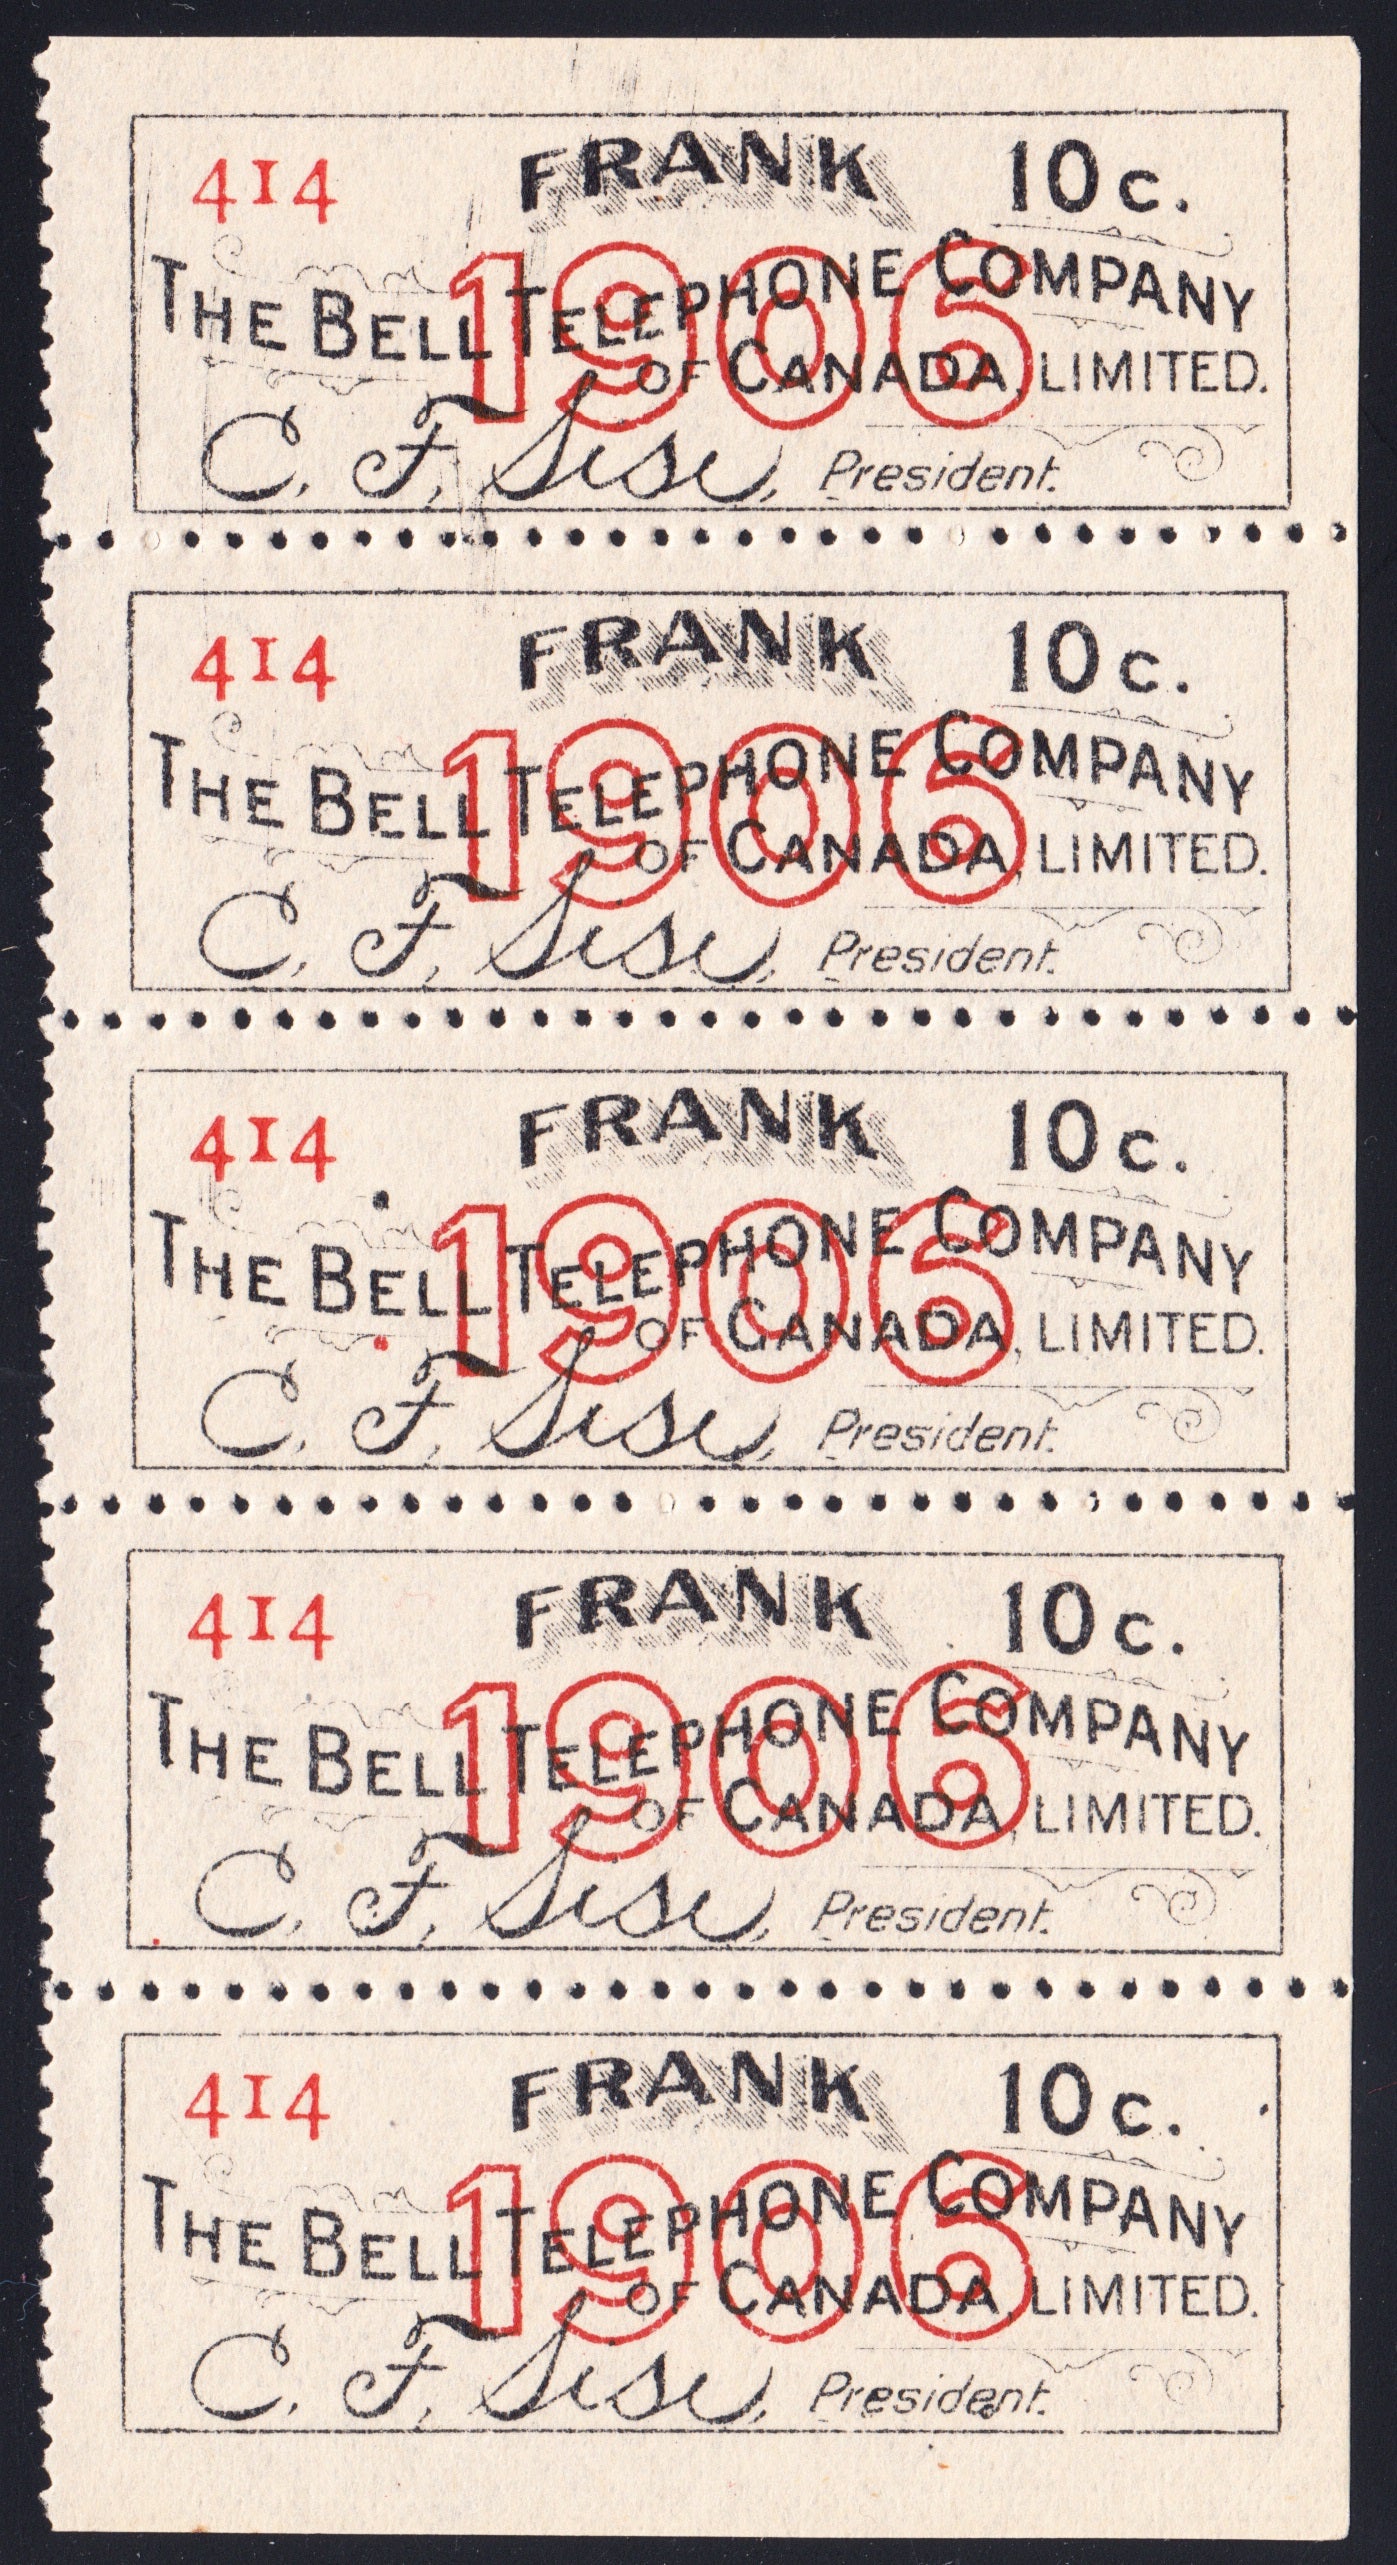 414 FRANK 10c.
1906
THE BELL TELEPHONE COMPANY
OF CANADA, LIMITED.
C. F. Sise, President.
414 FRANK 10c.
1906
THE BELL TELEPHONE COMPANY
OF CANADA, LIMITED.
C. F. Sise, President.
414 FRANK 10c.
1906
THE BELL TELEPHONE COMPANY
OF CANADA, LIMITED.
C. F. Sise, President.
414 FRANK 10c.
1906
THE BELL TELEPHONE COMPANY
OF CANADA, LIMITED.
C. F. Sise, President.
414 FRANK 10c.
1906
THE BELL TELEPHONE COMPANY
OF CANADA, LIMITED.
C. F. Sise, President.